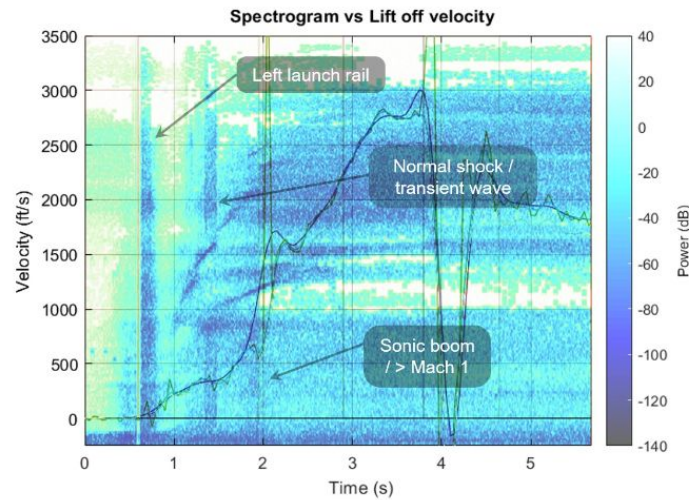 Spectrogram vs Lift off velocity
3500
3000
2500
2000
1500
1000
500
0
Velocity (ft/s)
Left launch rail
Normal shock /
transient wave
Sonic boom
/ > Mach 1
0
1
2
3
4
5
Time (s)
40
20
0
-20
-40
-60
-80
-100
-120
-140
Power (dB)